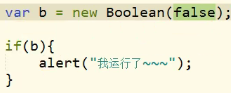 var b = new Boolean(false);
if(b){
alert("我运行了~~~");
}